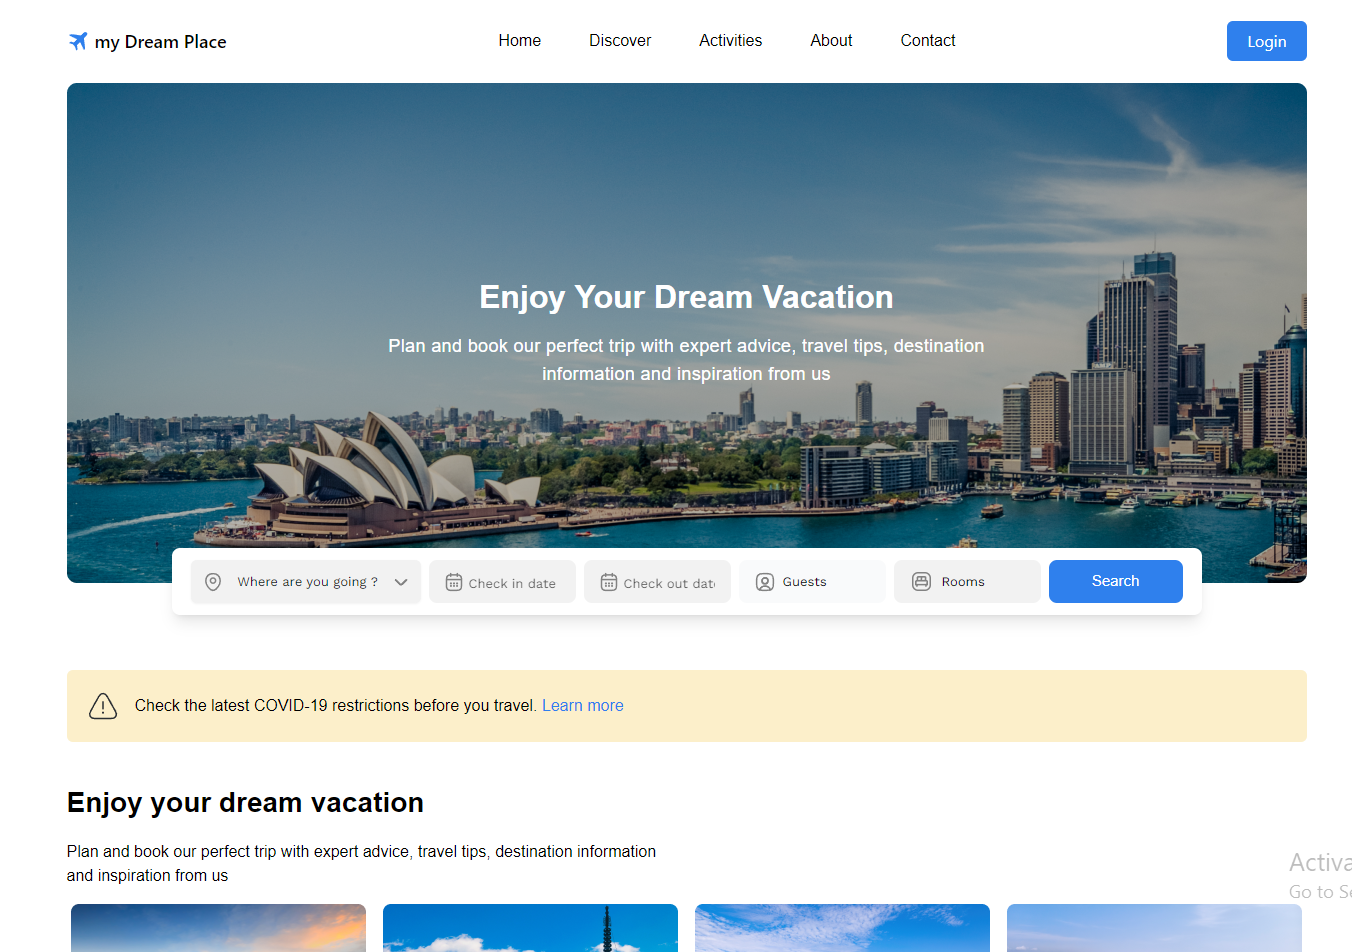 my Dream Place
Home
Discover
Activities
About
Contact
Login
Enjoy Your Dream Vacation
Plan and book our perfect trip with expert advice, travel tips, destination
information and inspiration from us
Where are you going ?
Check in date
Check out dat
Guests
Rooms
Search
Check the latest COVID-19 restrictions before you travel. Learn more
Enjoy your dream vacation
Plan and book our perfect trip with expert advice, travel tips, destination information
and inspiration from us
Activa
Go to Se